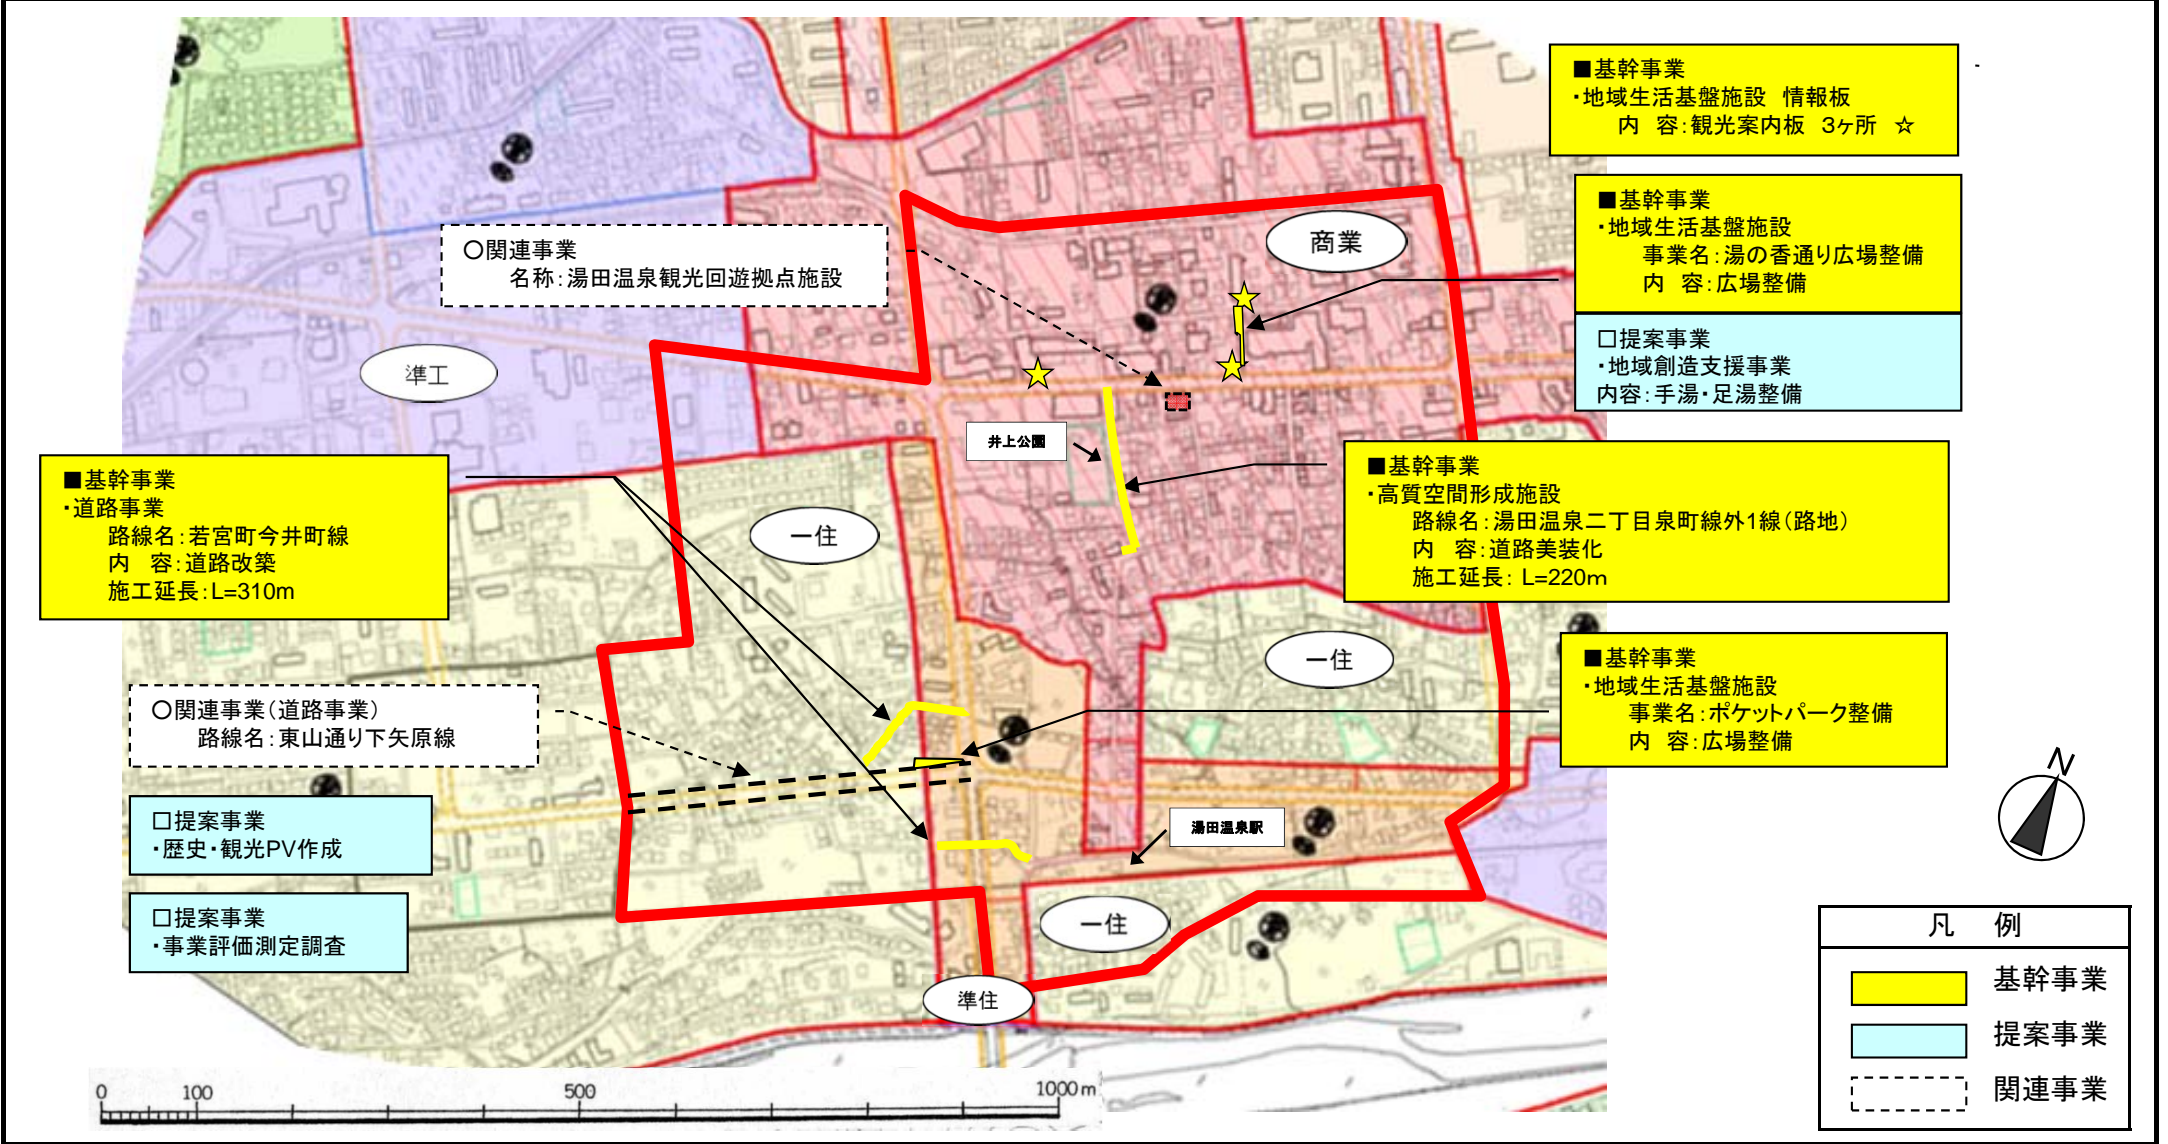 ■基幹事業
・地域生活基盤施設 情報板
内 容:観光案内板 3ヶ所 ☆
■基幹事業
・地域生活基盤施設
事業名:湯の香通り広場整備
内 容:広場整備
□提案事業
・地域創造支援事業
内容:手湯・足湯整備
○関連事業
名称:湯田温泉観光回遊拠点施設
商業
準工
井上公園
■基幹事業
・道路事業
路線名:若宮町今井町線
内 容:道路改築
施工延長:L=310m
■基幹事業
・高質空間形成施設
路線名:湯田温泉二丁目泉町線外1線(路地)
内 容:道路美装化
施工延長: L=220m
一住
一住
■基幹事業
・地域生活基盤施設
事業名:ポケットパーク整備
内 容:広場整備
○関連事業(道路事業)
路線名:東山通り下矢原線
□提案事業
・歴史・観光PV作成
湯田温泉駅
□提案事業
・事業評価測定調査
一住
準住
N
凡 例
基幹事業
提案事業
関連事業
0 100 500 1000m